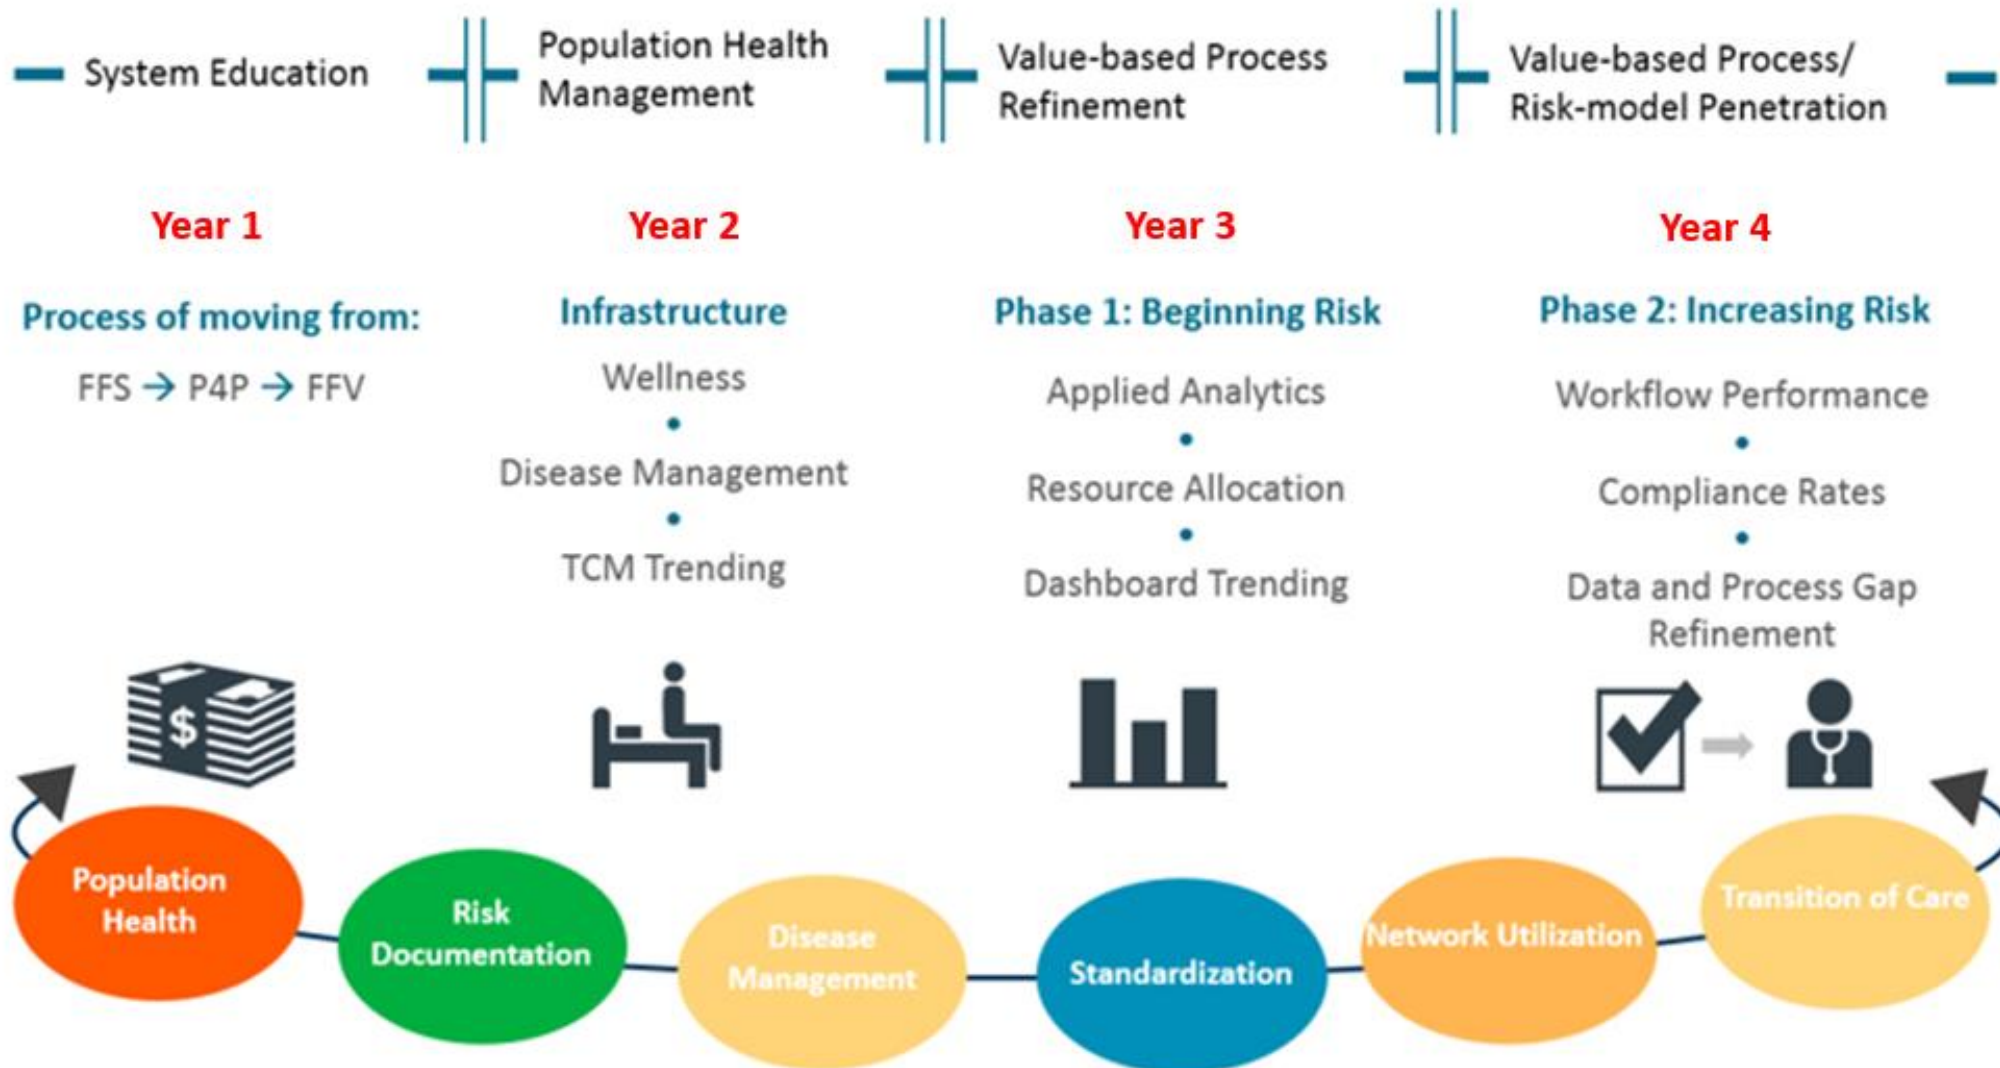 System Education
Population Health
Management
Value-based Process
Refinement
Value-based Process/
Risk-model Penetration
Year 1
Year 2
Year 3
Year 4
Process of moving from:
FFS → P4P → FFV
Infrastructure
Wellness
•
Disease Management
•
TCM Trending
Phase 1: Beginning Risk
Applied Analytics
•
Resource Allocation
•
Dashboard Trending
Phase 2: Increasing Risk
Workflow Performance
•
Compliance Rates
•
Data and Process Gap
Refinement
$
Population
Health
Risk
Documentation
Disease
Management
Standardization
Network Utilization
Transition of Care